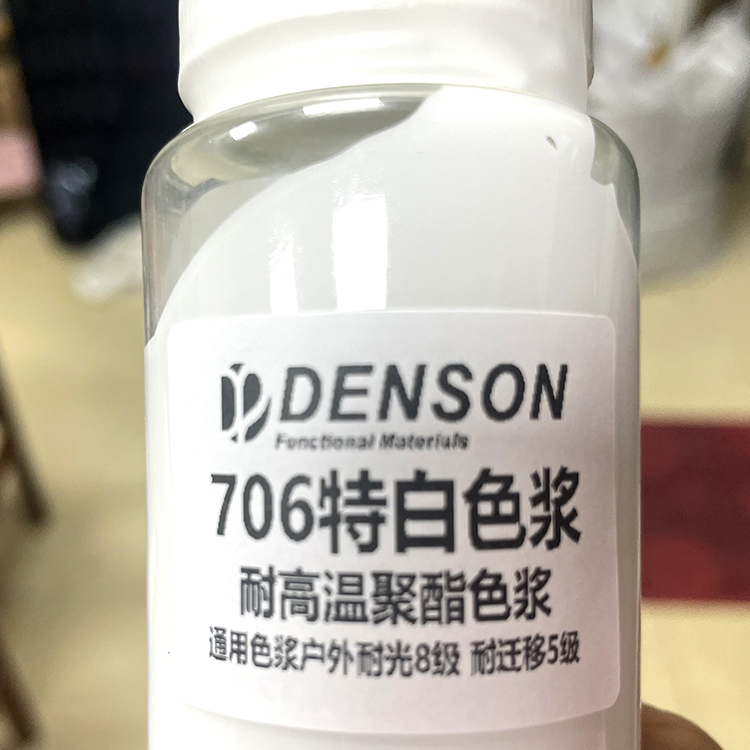 DENSON
Functional Materials
706特白色浆
耐高温聚酯色浆
通用色浆户外耐光8级 耐迁移5级